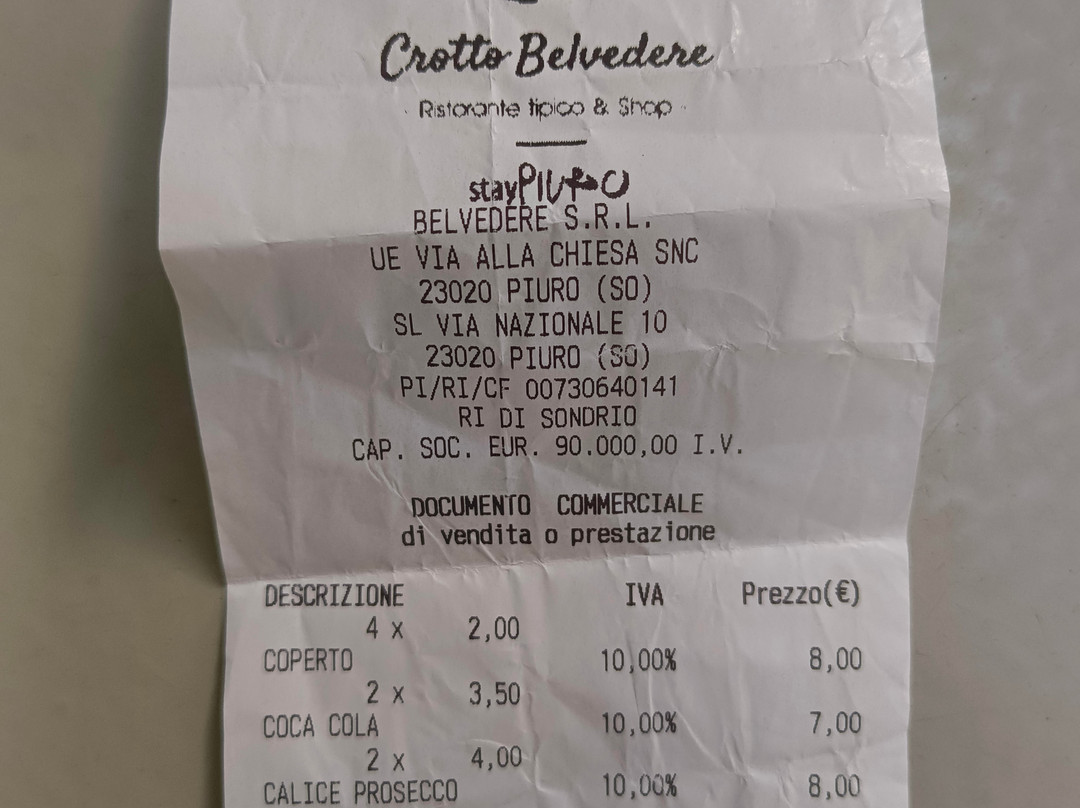 Crotto Belvedere
· Ristorante tipico & Shop ·
stayPIURO
BELVEDERE S.R.L.
UE VIA ALLA CHIESA SNC
23020 PIURO (SO)
SL VIA NAZIONALE 10
23020 PIURO (SO)
PI/RI/CF 00730640141
RI DI SONDRIO
CAP. SOC. EUR. 90.000,00 I.V.
DOCUMENTO COMMERCIALE
di vendita o prestazione
DESCRIZIONE IVA Prezzo(€)
4 x 2,00
COPERTO 10,00% 8,00
2 x 3,50
COCA COLA 10,00% 7,00
2 x 4,00
CALICE PROSECCO 10,00% 8,00